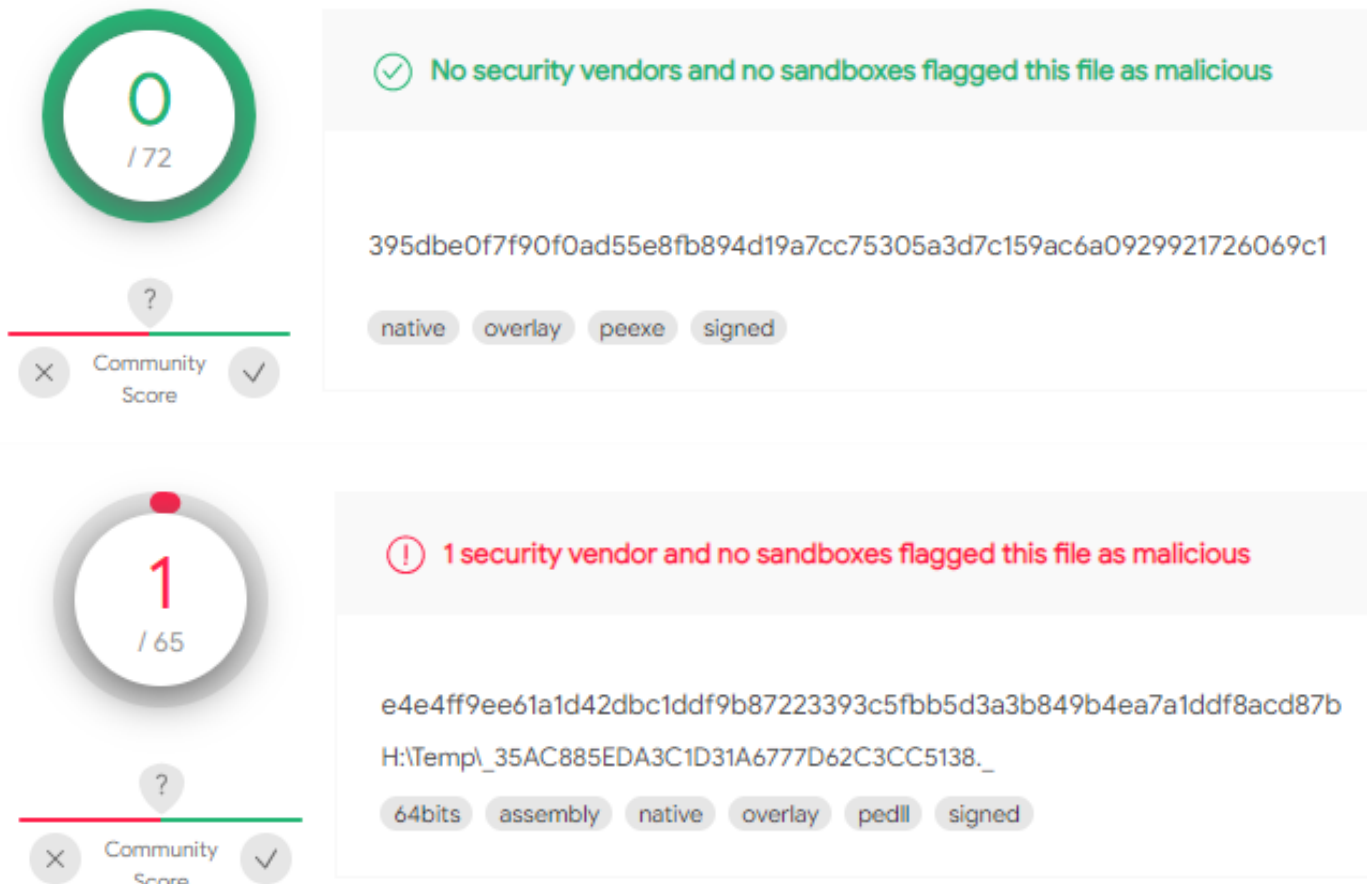 0
/ 72
No security vendors and no sandboxes flagged this file as malicious
395dbe0f7f90f0ad55e8fb894d19a7cc75305a3d7c159ac6a0929921726069c1
native overlay peexe signed
?
Community
Score
1
/ 65
1 security vendor and no sandboxes flagged this file as malicious
e4e4ff9ee61a1d42dbc1ddf9b87223393c5fbb5d3a3b849b4ea7a1ddf8acd87b
H:\Temp\_35AC885EDA3C1D31A6777D62C3CC5138._
64bits assembly native overlay pedll signed
?
Community
Score